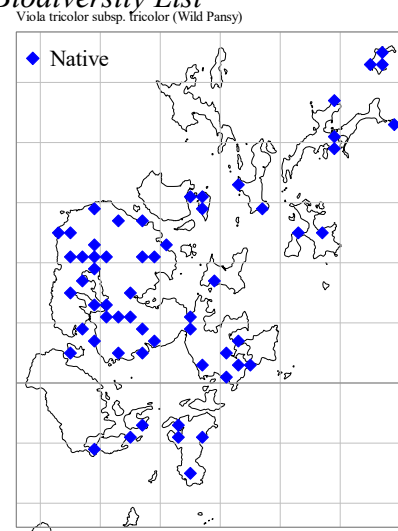 Biodiversity List
Viola tricolor subsp. tricolor (Wild Pansy)
Native